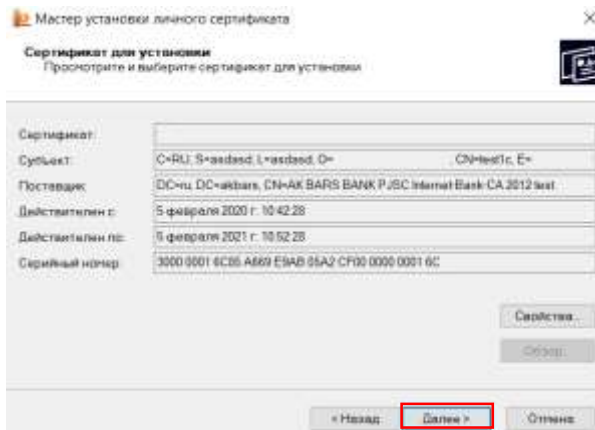 Мастер установки личного сертификата
Сертификат для установки
Просмотрите и выберите сертификат для установки
Сертификат:
Субъект: C=RU, S=asdasd, L=asdasd, O= CN=test1c, E=
Поставщик: DC=ru, DC=akbars, CN=AK BARS BANK PJSC Internet-Bank CA 2012 test
Действителен с: 5 февраля 2020 г. 10:42:28
Действителен по: 5 февраля 2021 г. 10:52:28
Серийный номер: 3000 0001 6C05 A669 E9AB 05A2 CF00 0000 0001 6C
Свойства...
Обзор...
< Назад Далее > Отмена